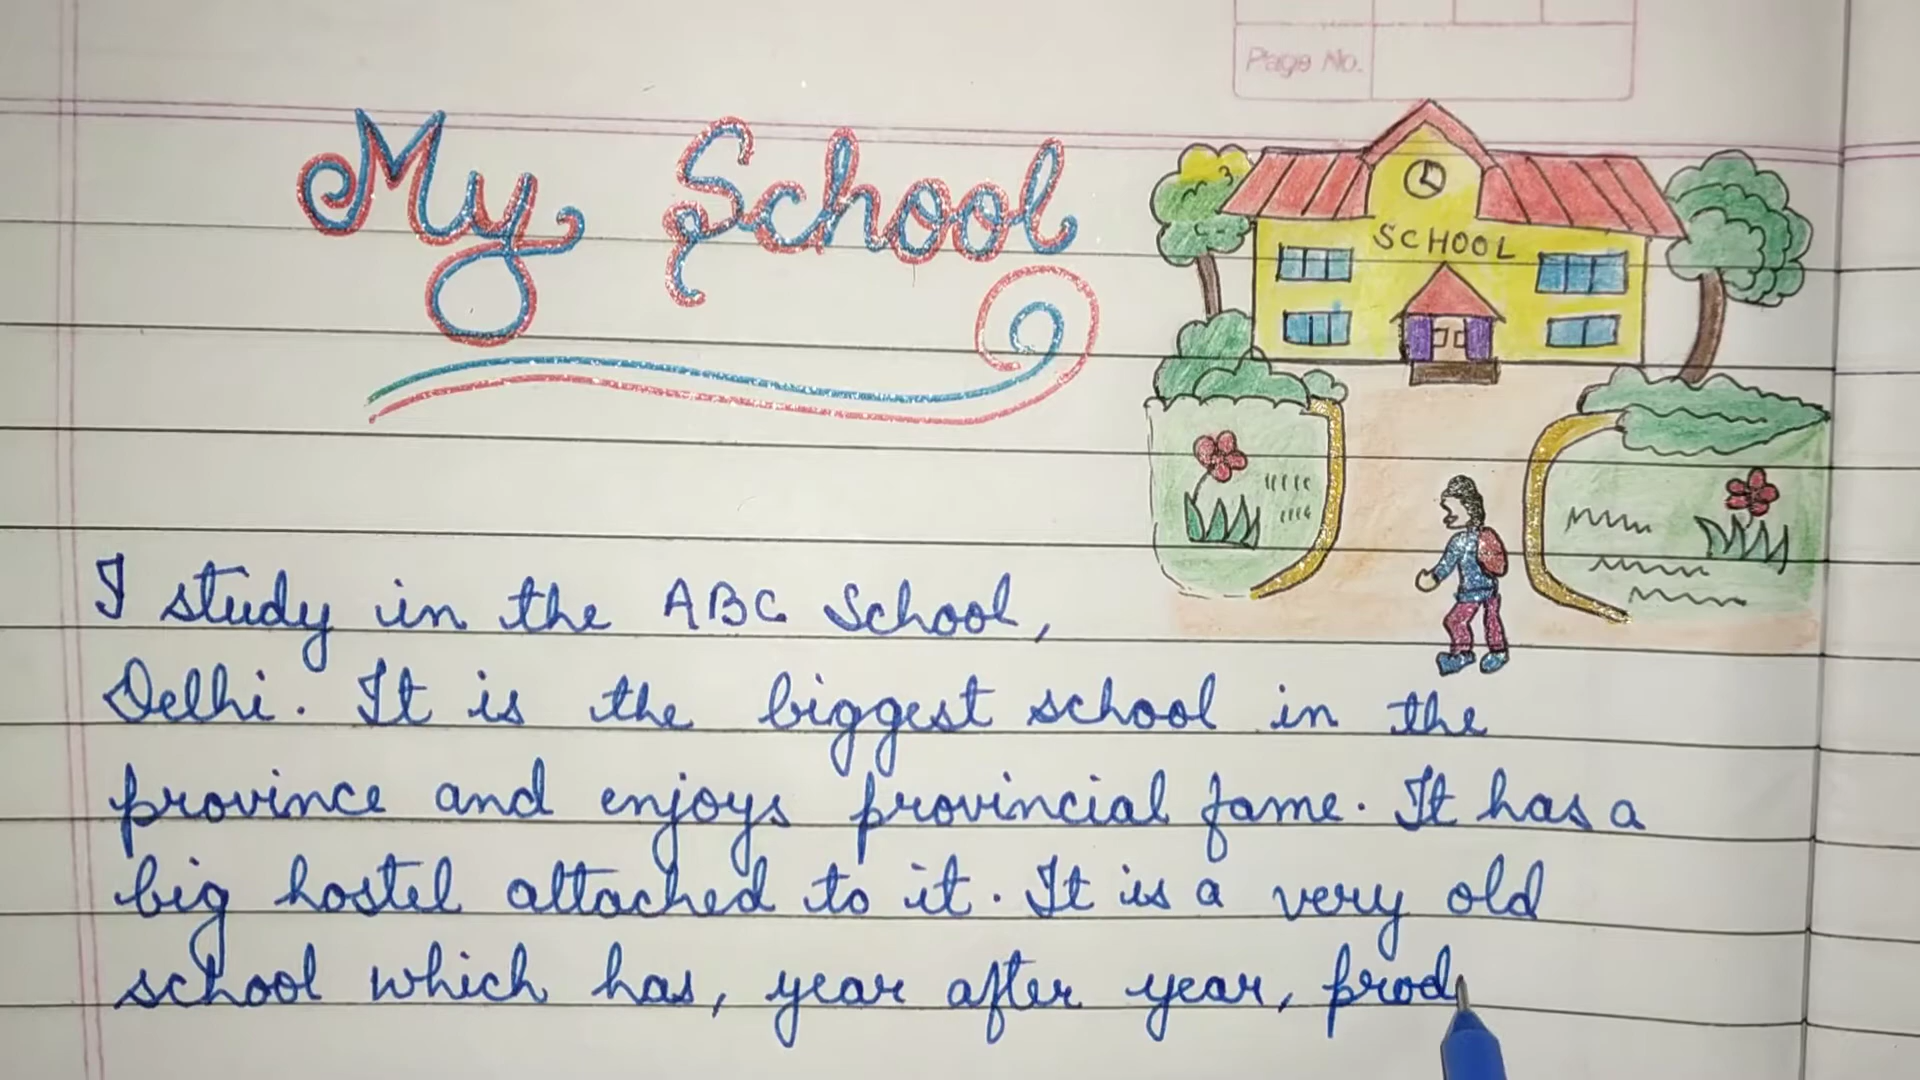 Page No.
My School
SCHOOL
I study in the ABC School,
Delhi. It is the biggest school in the
province and enjoys provincial fame. It has a
big hostel attached to it. It is a very old
school which has, year after year, prod